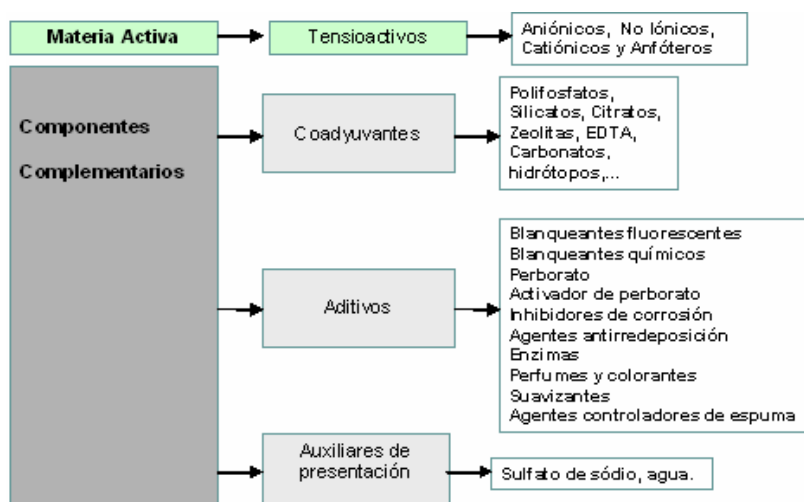 Materia Activa
Tensioactivos
Aniónicos, No Iónicos,
Catiónicos y Anfóteros
Componentes
Complementarios
Coadyuvantes
Polifosfatos,
Silicatos, Citratos,
Zeolitas, EDTA,
Carbonatos,
hidrótopos,...
Aditivos
Blanqueantes fluorescentes
Blanqueantes químicos
Perborato
Activador de perborato
Inhibidores de corrosión
Agentes antirredeposición
Enzimas
Perfumes y colorantes
Suavizantes
Agentes controladores de espuma
Auxiliares de
presentación
Sulfato de sódio, agua.